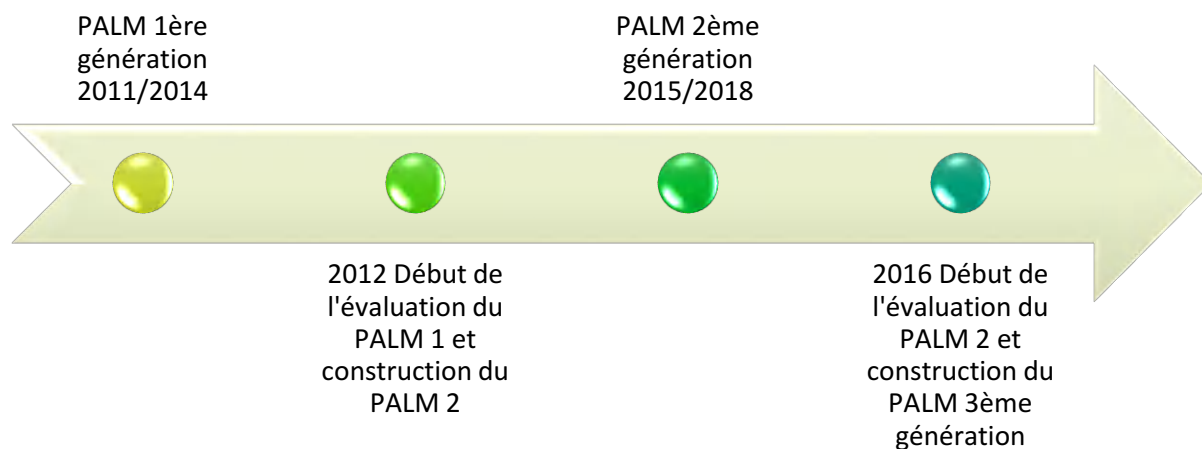 PALM 1ère
génération
2011/2014
2012 Début de
l'évaluation du
PALM 1 et
construction du
PALM 2
PALM 2ème
génération
2015/2018
2016 Début de
l'évaluation du
PALM 2 et
construction du
PALM 3ème
génération